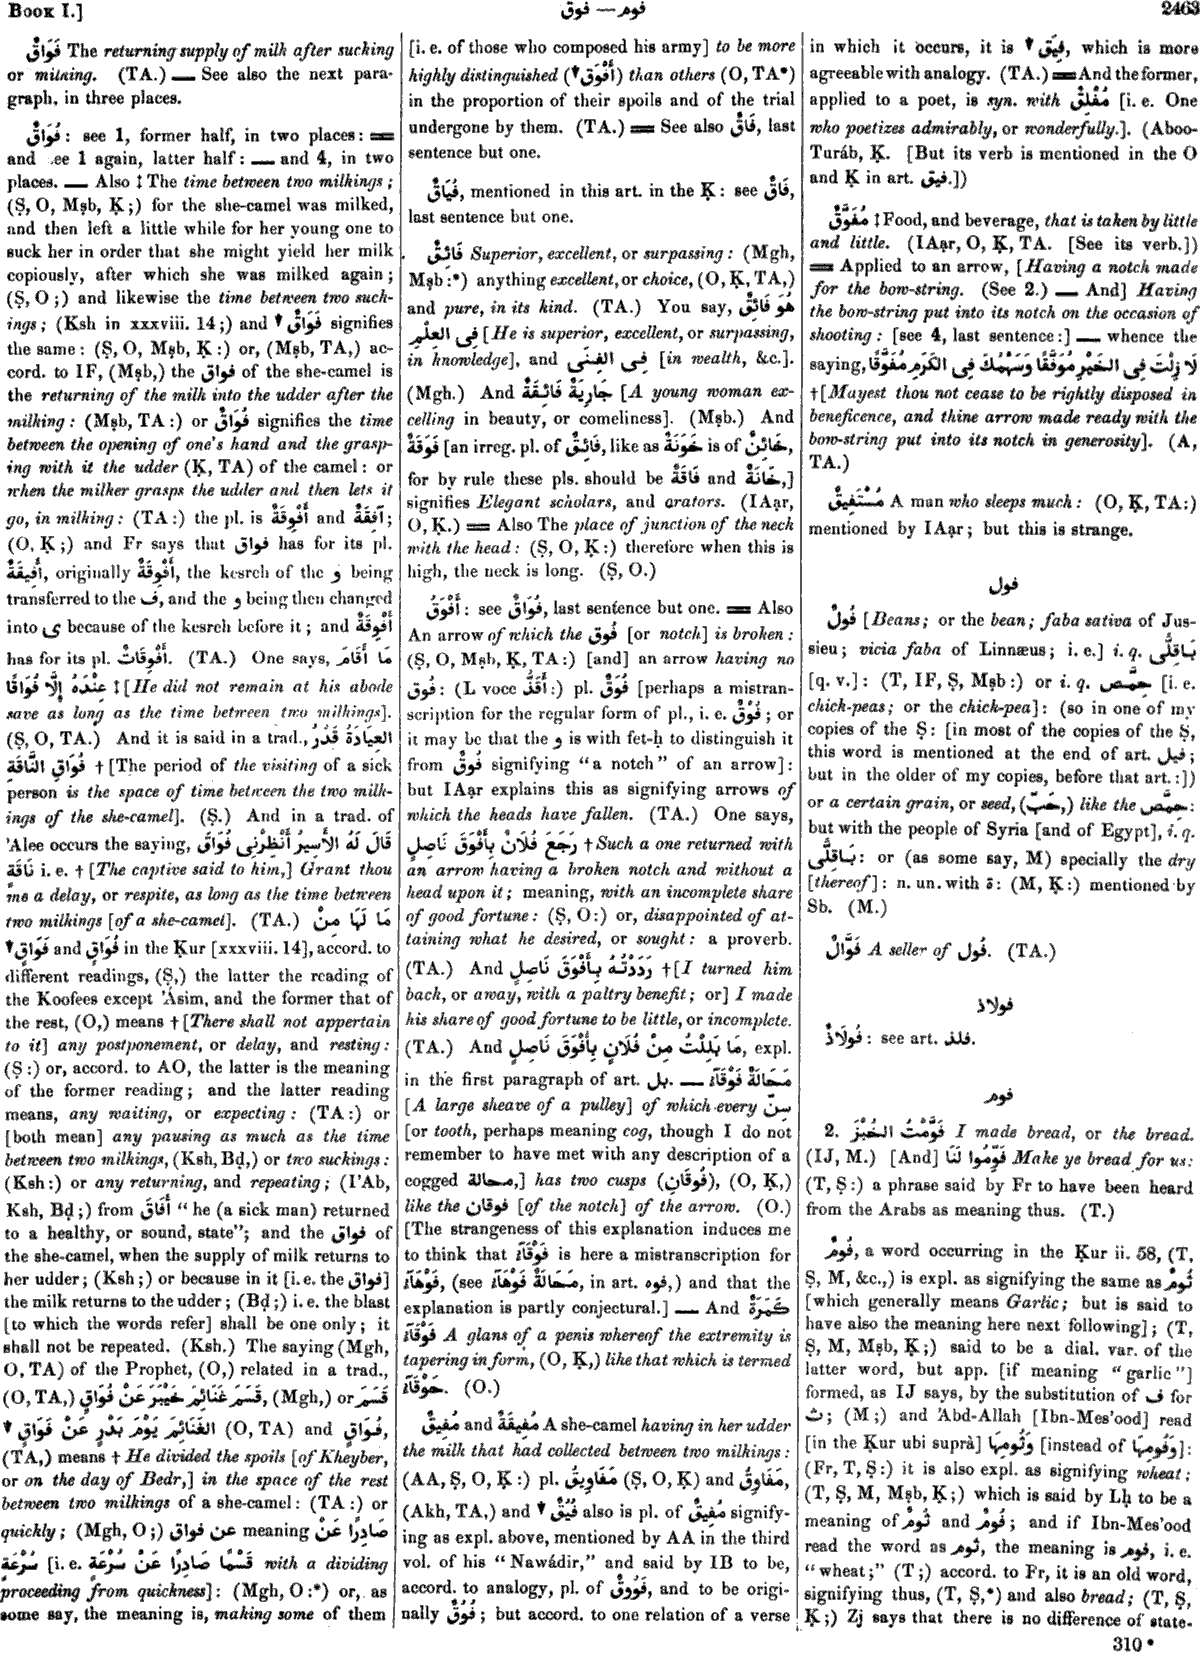 BOOK I.]
فوم — فوق
2463
فَوَاقٌ The returning supply of milk after sucking
or milking. (TA.) — See also the next para-
graph, in three places.
فُوَاقٌ : see 1, former half, in two places: ==
and see 1 again, latter half: — and 4, in two
places. — Also ‡ The time between two milkings;
(Ṣ, O, Mṣb, Ḳ;) for the she-camel was milked,
and then left a little while for her young one to
suck her in order that she might yield her milk
copiously, after which she was milked again;
(Ṣ, O;) and likewise the time between two suck-
ings; (Ksh in xxxviii. 14;) and ▼ فَوَاقٌ signifies
the same: (Ṣ, O, Mṣb, Ḳ:) or, (Mṣb, TA,) ac-
cord. to IF, (Mṣb,) the فواق of the she-camel is
the returning of the milk into the udder after the
milking: (Mṣb, TA:) or فُوَاقٌ signifies the time
between the opening of one's hand and the grasp-
ing with it the udder (Ḳ, TA) of the camel: or
when the milker grasps the udder and then lets it
go, in milking: (TA:) the pl. is أَفْوِقَةٌ and آفِقَةٌ;
(O, Ḳ;) and Fr says that فواق has for its pl.
أَفِيقَةٌ, originally أَفْوِقَةٌ, the kesreh of the و being
transferred to the ف, and the و being then changed
into ى because of the kesreh before it; and أَفْوِقَةٌ
has for its pl. أَفْوِقَاتٌ. (TA.) One says, مَا أَقَامَ
عِنْدَهُ إِلَّا فُوَاقًا ‡ [He did not remain at his abode
save as long as the time between two milkings].
(Ṣ, O, TA.) And it is said in a trad., العِيَادَةُ قَدْرُ
فُوَاقِ النَّاقَةِ † [The period of the visiting of a sick
person is the space of time between the two milk-
ings of the she-camel]. (Ṣ.) And in a trad. of
'Alee occurs the saying, قَالَ لَهُ الأَسِيرُ أَنْظِرْنِى فُوَاقَ
نَاقَةٍ i. e. † [The captive said to him,] Grant thou
me a delay, or respite, as long as the time between
two milkings [of a she-camel]. (TA.) مَا لَهَا مِنْ
▼ فَوَاقٍ and فُوَاقٍ in the Ḳur [xxxviii. 14], accord. to
different readings, (Ṣ,) the latter the reading of
the Koofees except 'Áṣim, and the former that of
the rest, (O,) means † [There shall not appertain
to it] any postponement, or delay, and resting:
(Ṣ:) or, accord. to AO, the latter is the meaning
of the former reading; and the latter reading
means, any waiting, or expecting: (TA:) or
[both mean] any pausing as much as the time
between two milkings, (Ksh, Bḍ,) or two suckings:
(Ksh:) or any returning, and repeating; (I'Ab,
Ksh, Bḍ;) from أَفَاقَ "he (a sick man) returned
to a healthy, or sound, state"; and the فواق of
the she-camel, when the supply of milk returns to
her udder; (Ksh;) or because in it [i. e. the فواق]
the milk returns to the udder; (Bḍ;) i. e. the blast
[to which the words refer] shall be one only; it
shall not be repeated. (Ksh.) The saying (Mgh,
O, TA) of the Prophet, (O,) related in a trad.,
(O, TA,) قَسَمَ غَنَائِمَ خَيْبَرَ عَنْ فُوَاقٍ, (Mgh,) or قَسَمَ
الغَنَائِمَ يَوْمَ بَدْرٍ عَنْ فَوَاقٍ ▼ (O, TA) and فُوَاقٍ,
(TA,) means † He divided the spoils [of Kheyber,
or on the day of Bedr,] in the space of the rest
between two milkings of a she-camel: (TA:) or
quickly; (Mgh, O;) عن فواق meaning صَادِرًا عَنْ
سُرْعَةٍ [i. e. قَسْمًا صَادِرًا عَنْ سُرْعَةٍ with a dividing
proceeding from quickness]: (Mgh, O:*) or, as
some say, the meaning is, making some of them
[i. e. of those who composed his army] to be more
highly distinguished (▼ أَفْوَقَ) than others (O, TA*)
in the proportion of their spoils and of the trial
undergone by them. (TA.) == See also فَاقٌ, last
sentence but one.
فُيَاقٌ, mentioned in this art. in the Ḳ: see فَاقٌ,
last sentence but one.
فَائِقٌ Superior, excellent, or surpassing: (Mgh,
Mṣb:*) anything excellent, or choice, (O, Ḳ, TA,)
and pure, in its kind. (TA.) You say, هُوَ فَائِقٌ
فِى العِلْمِ [He is superior, excellent, or surpassing,
in knowledge], and فِى الغِنَى [in wealth, &c.].
(Mgh.) And جَارِيَةٌ فَائِقَةٌ [A young woman ex-
celling in beauty, or comeliness]. (Mṣb.) And
فَوَقَةٌ [an irreg. pl. of فَائِقٌ, like as خَوَنَةٌ is of خَائِنٌ,
for by rule these pls. should be فَاقَةٌ and خَانَةٌ,]
signifies Elegant scholars, and orators. (IAạr,
O, Ḳ.) == Also The place of junction of the neck
with the head: (Ṣ, O, Ḳ:) therefore when this is
high, the neck is long. (Ṣ, O.)
أَفْوَقُ : see فُوَاقٌ, last sentence but one. == Also
An arrow of which the فُوق [or notch] is broken:
(Ṣ, O, Mṣb, Ḳ, TA:) [and] an arrow having no
فوق: (L voce أَقَذُّ:) pl. فُوَقٌ [perhaps a mistran-
scription for the regular form of pl., i. e. فُوْقٌ; or
it may be that the و is with fet-ḥ to distinguish it
from فُوقٌ signifying "a notch" of an arrow]:
but IAạr explains this as signifying arrows of
which the heads have fallen. (TA.) One says,
رَجَعَ فُلَانٌ بِأَفْوَقَ نَاصِلٍ † Such a one returned with
an arrow having a broken notch and without a
head upon it; meaning, with an incomplete share
of good fortune: (Ṣ, O:) or, disappointed of at-
taining what he desired, or sought: a proverb.
(TA.) And رَدَدْتُهُ بِأَفْوَقَ نَاصِلٍ † [I turned him
back, or away, with a paltry benefit; or] I made
his share of good fortune to be little, or incomplete.
(TA.) And مَا بَلِلْتُ مِنْ فُلَانٍ بِأَفْوَقَ نَاصِلٍ, expl.
in the first paragraph of art. بل. — مَحَالَةٌ فَوْقَآءُ
[A large sheave of a pulley] of which every سِنّ
[or tooth, perhaps meaning cog, though I do not
remember to have met with any description of a
cogged محالة,] has two cusps (فُوقَانِ), (O, Ḳ,)
like the فوقان [of the notch] of the arrow. (O.)
[The strangeness of this explanation induces me
to think that فَوْقَآءُ is here a mistranscription for
فَوْهَآءُ, (see مَحَالَةٌ فَوْهَآءُ, in art. فوه,) and that the
explanation is partly conjectural.] — And كَمَرَةٌ
فَوْقَآءُ A glans of a penis whereof the extremity is
tapering in form, (O, Ḳ,) like that which is termed
حَوْقَآءُ. (O.)
مُفِيقٌ and مُفِيقَةٌ A she-camel having in her udder
the milk that had collected between two milkings:
(AA, Ṣ, O, Ḳ:) pl. مَفَاوِيقُ (Ṣ, O, Ḳ) and مَفَاوِقُ,
(Akh, TA,) and ▼ فُيُقٌ also is pl. of مُفِيقٌ signify-
ing as expl. above, mentioned by AA in the third
vol. of his "Nawádir," and said by IB to be,
accord. to analogy, pl. of فَوُوقٌ, and to be origi-
nally فُوُقٌ; but accord. to one relation of a verse
in which it occurs, it is ▼ فِيَقٌ, which is more
agreeable with analogy. (TA.) == And the former,
applied to a poet, is syn. with مُفْلِقٌ [i. e. One
who poetizes admirably, or wonderfully.]. (Aboo-
Turáb, Ḳ. [But its verb is mentioned in the O
and Ḳ in art. فيق.])
مُفَوَّقٌ ‡ Food, and beverage, that is taken by little
and little. (IAạr, O, Ḳ, TA. [See its verb.])
== Applied to an arrow, [Having a notch made
for the bow-string. (See 2.) — And] Having
the bow-string put into its notch on the occasion of
shooting: [see 4, last sentence:] — whence the
saying, لَا زِلْتَ فِى الخَيْرِ مُوَفَّقًا وَسَهْمُكَ فِى الكَرَمِ مُفَوَّقًا
† [Mayest thou not cease to be rightly disposed in
beneficence, and thine arrow made ready with the
bow-string put into its notch in generosity]. (A,
TA.)
مُسْتَفِيقٌ A man who sleeps much: (O, Ḳ, TA:)
mentioned by IAạr; but this is strange.
فول
فُولٌ [Beans; or the bean; faba sativa of Jus-
sieu; vicia faba of Linnæus; i. e.] i. q. بَاقِلَّى
[q. v.]: (T, IF, Ṣ, Mṣb:) or i. q. حِمَّص [i. e.
chick-peas; or the chick-pea]: (so in one of my
copies of the Ṣ: [in most of the copies of the Ṣ,
this word is mentioned at the end of art. فيل;
but in the older of my copies, before that art.:])
or a certain grain, or seed, (حَبّ,) like the حِمَّص:
but with the people of Syria [and of Egypt], i. q.
بَاقِلَّى: or (as some say, M) specially the dry
[thereof]: n. un. with ة: (M, Ḳ:) mentioned by
Sb. (M.)
فَوَّالٌ A seller of فُول. (TA.)
فولاذ
فُولَاذٌ : see art. فلذ.
فوم
2. فَوَّمْتُ الخُبْزَ I made bread, or the bread.
(IJ, M.) [And] فَوِّمُوا لَنَا Make ye bread for us:
(T, Ṣ:) a phrase said by Fr to have been heard
from the Arabs as meaning thus. (T.)
فُومٌ, a word occurring in the Ḳur ii. 58, (T,
Ṣ, M, &c.,) is expl. as signifying the same as ثُومٌ
[which generally means Garlic; but is said to
have also the meaning here next following]; (T,
Ṣ, M, Mṣb, Ḳ;) said to be a dial. var. of the
latter word, but app. [if meaning "garlic"]
formed, as IJ says, by the substitution of ف for
ث; (M;) and 'Abd-Allah [Ibn-Mes'ood] read
[in the Ḳur ubi suprà] وَثُومِهَا [instead of وَفُومِهَا]:
(Fr, T, Ṣ:) it is also expl. as signifying wheat;
(T, Ṣ, M, Mṣb, Ḳ;) which is said by Lḥ to be a
meaning of ثُومٌ and فُومٌ; and if Ibn-Mes'ood
read the word as ثوم, the meaning is فوم, i. e.
"wheat;" (T;) accord. to Fr, it is an old word,
signifying thus, (T, Ṣ,*) and also bread; (T, Ṣ,
Ḳ;) Zj says that there is no difference of state-
310 *